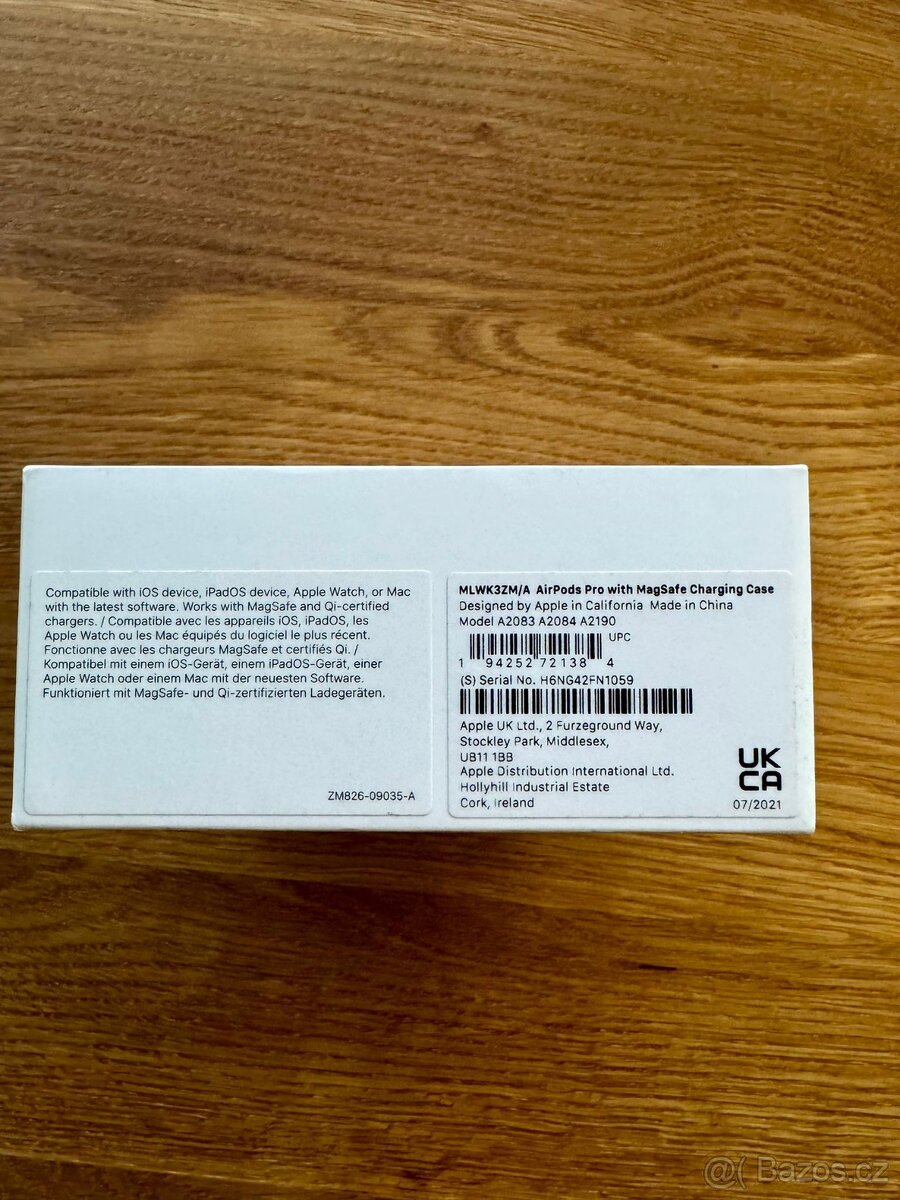 Compatible with iOS device, iPadOS device, Apple Watch, or Mac
with the latest software. Works with MagSafe and Qi-certified
chargers. / Compatible avec les appareils iOS, iPadOS, les
Apple Watch ou les Mac équipés du logiciel le plus récent.
Fonctionne avec les chargeurs MagSafe et certifiés Qi. /
Kompatibel mit einem iOS-Gerät, einem iPadOS-Gerät, einer
Apple Watch oder einem Mac mit der neuesten Software.
Funktioniert mit MagSafe- und Qi-zertifizierten Ladegeräten.
ZM826-09035-A
MLWK3ZM/A AirPods Pro with MagSafe Charging Case
Designed by Apple in California Made in China
Model A2083 A2084 A2190
UPC
1 94252 72138 4
(S) Serial No. H6NG42FN1059
Apple UK Ltd., 2 Furzeground Way,
Stockley Park, Middlesex,
UB11 1BB
Apple Distribution International Ltd.
Hollyhill Industrial Estate
Cork, Ireland
UK
CA
07/2021
@( Bazos.cz